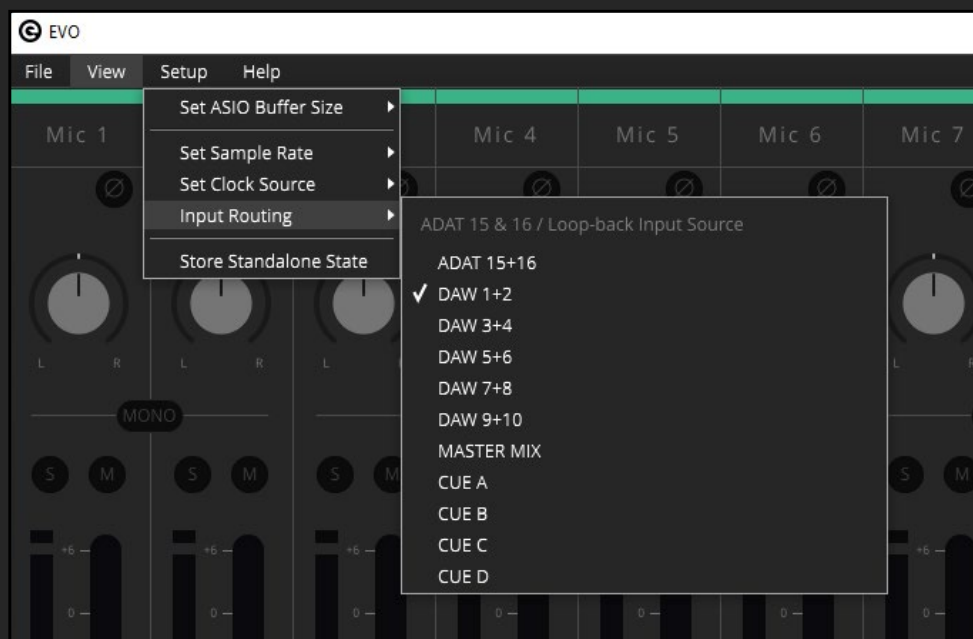 EVO
File View Setup Help
Set ASIO Buffer Size
Set Sample Rate
Set Clock Source
Input Routing
Store Standalone State
Mic 1 Mic 4 Mic 5 Mic 6 Mic 7
ADAT 15 & 16 / Loop-back Input Source
ADAT 15+16
DAW 1+2
DAW 3+4
DAW 5+6
DAW 7+8
DAW 9+10
MASTER MIX
CUE A
CUE B
CUE C
CUE D
L R L R L L R
MONO
S M S M S M S M
+6 +6 +6 +6
0 0 0 0 0 0 0